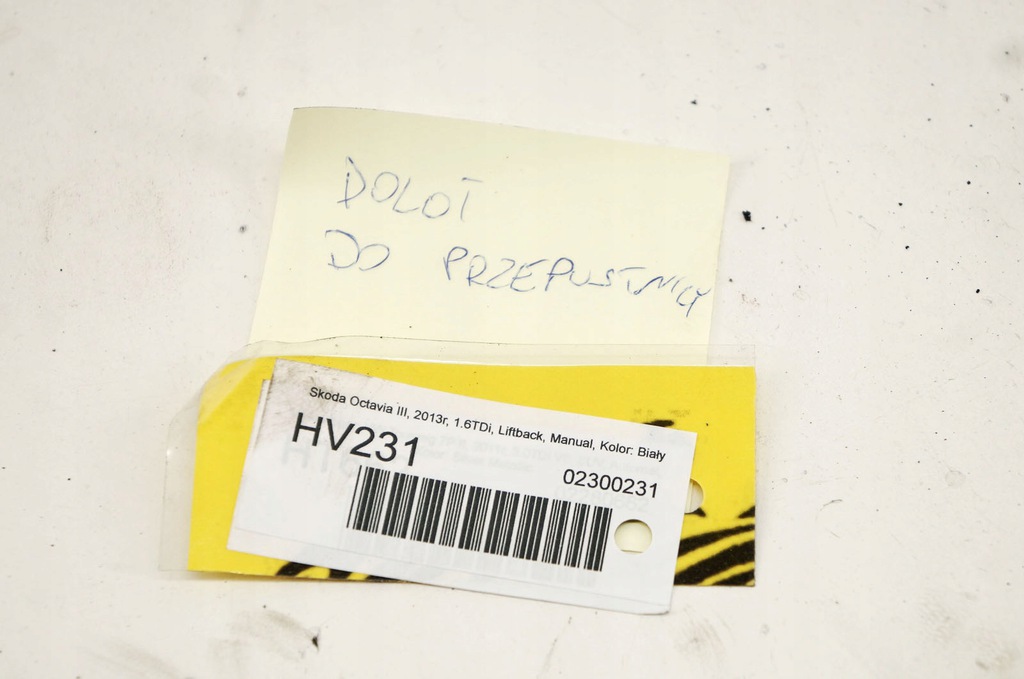 DOLOT
DO PRZEPUSTNICY
Skoda Octavia III, 2013r, 1.6TDi, Liftback, Manual, Kolor: Biały
HV231
02300231